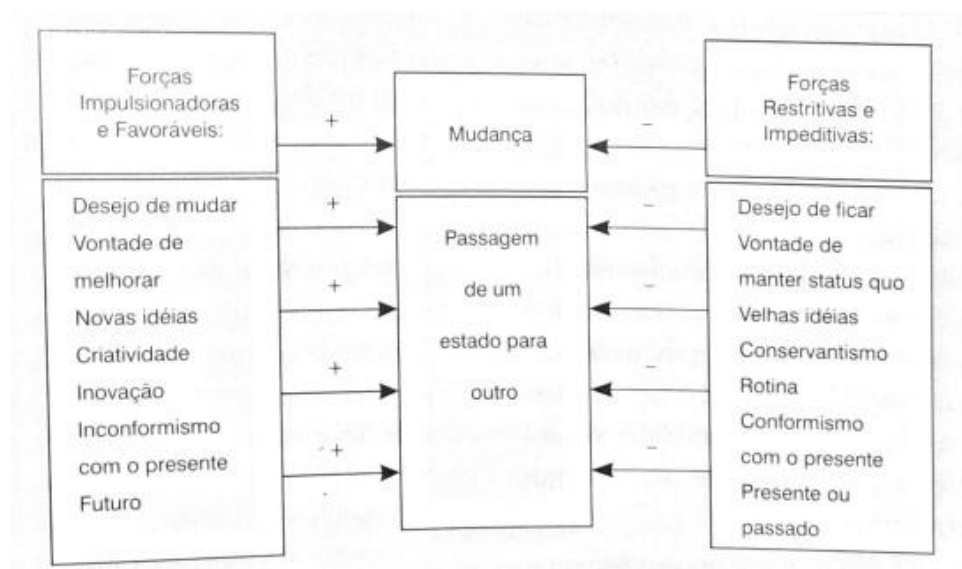 Forças
Impulsionadoras
e Favoráveis:
+
Mudança
Forças
Restritivas e
Impeditivas:
Desejo de mudar
Vontade de
melhorar
Novas idéias
Criatividade
Inovação
Inconformismo
com o presente
Futuro
+
+
+
+
Passagem
de um
estado para
outro
–
–
–
–
Desejo de ficar
Vontade de
manter status quo
Velhas idéias
Conservantismo
Rotina
Conformismo
com o presente
Presente ou
passado